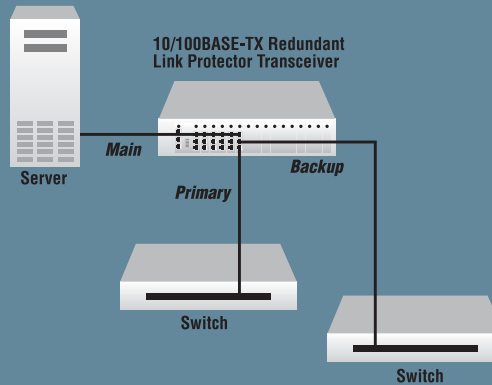 10/100BASE-TX Redundant
Link Protector Transceiver
Main
Server
Backup
Primary
Switch
Switch